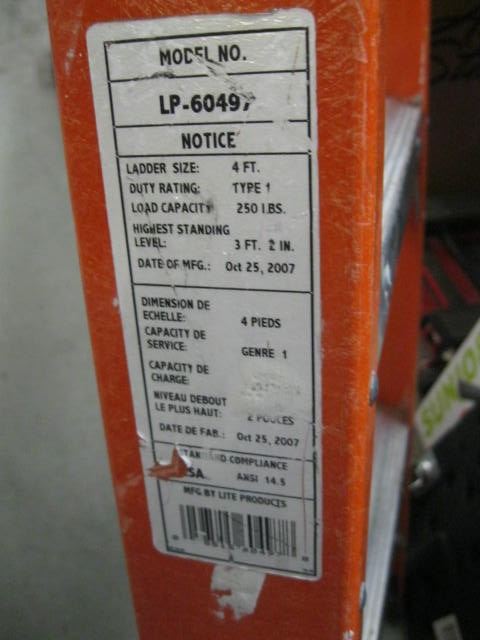 MODEL NO.
LP-60497
NOTICE
LADDER SIZE: 4 FT.
DUTY RATING: TYPE 1
LOAD CAPACITY 250 LBS.
HIGHEST STANDING
LEVEL: 3 FT. 2 IN.
DATE OF MFG.: Oct 25, 2007
DIMENSION DE
ECHELLE: 4 PIEDS
CAPACITY DE
SERVICE: GENRE 1
CAPACITY DE
CHARGE:
NIVEAU DEBOUT
LE PLUS HAUT: 2 POUCES
DATE DE FAB.: Oct 25, 2007
COMPLIANCE
SA ANSI 14.5
MFG BY LITE PRODUCTS